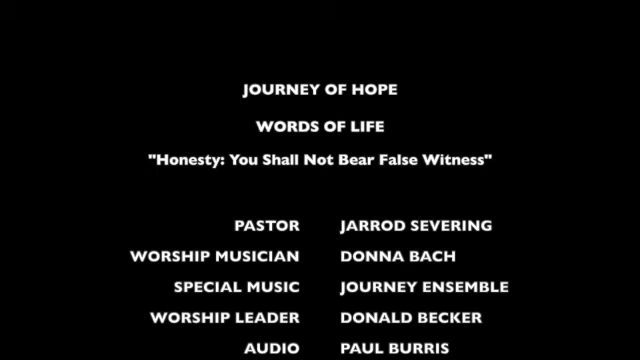 JOURNEY OF HOPE
WORDS OF LIFE
"Honesty: You Shall Not Bear False Witness"
PASTOR JARROD SEVERING
WORSHIP MUSICIAN DONNA BACH
SPECIAL MUSIC JOURNEY ENSEMBLE
WORSHIP LEADER DONALD BECKER
AUDIO PAUL BURRIS